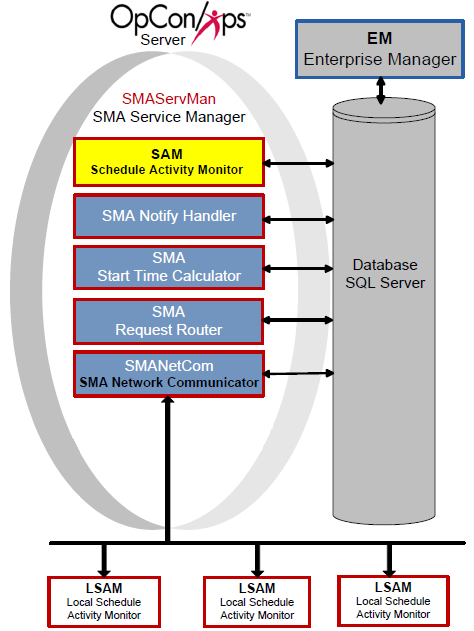 OpCon/xps™
Server
EM
Enterprise Manager
SMAServMan
SMA Service Manager
SAM
Schedule Activity Monitor
SMA Notify Handler
SMA
Start Time Calculator
SMA
Request Router
SMANetCom
SMA Network Communicator
Database
SQL Server
LSAM
Local Schedule
Activity Monitor
LSAM
Local Schedule
Activity Monitor
LSAM
Local Schedule
Activity Monitor